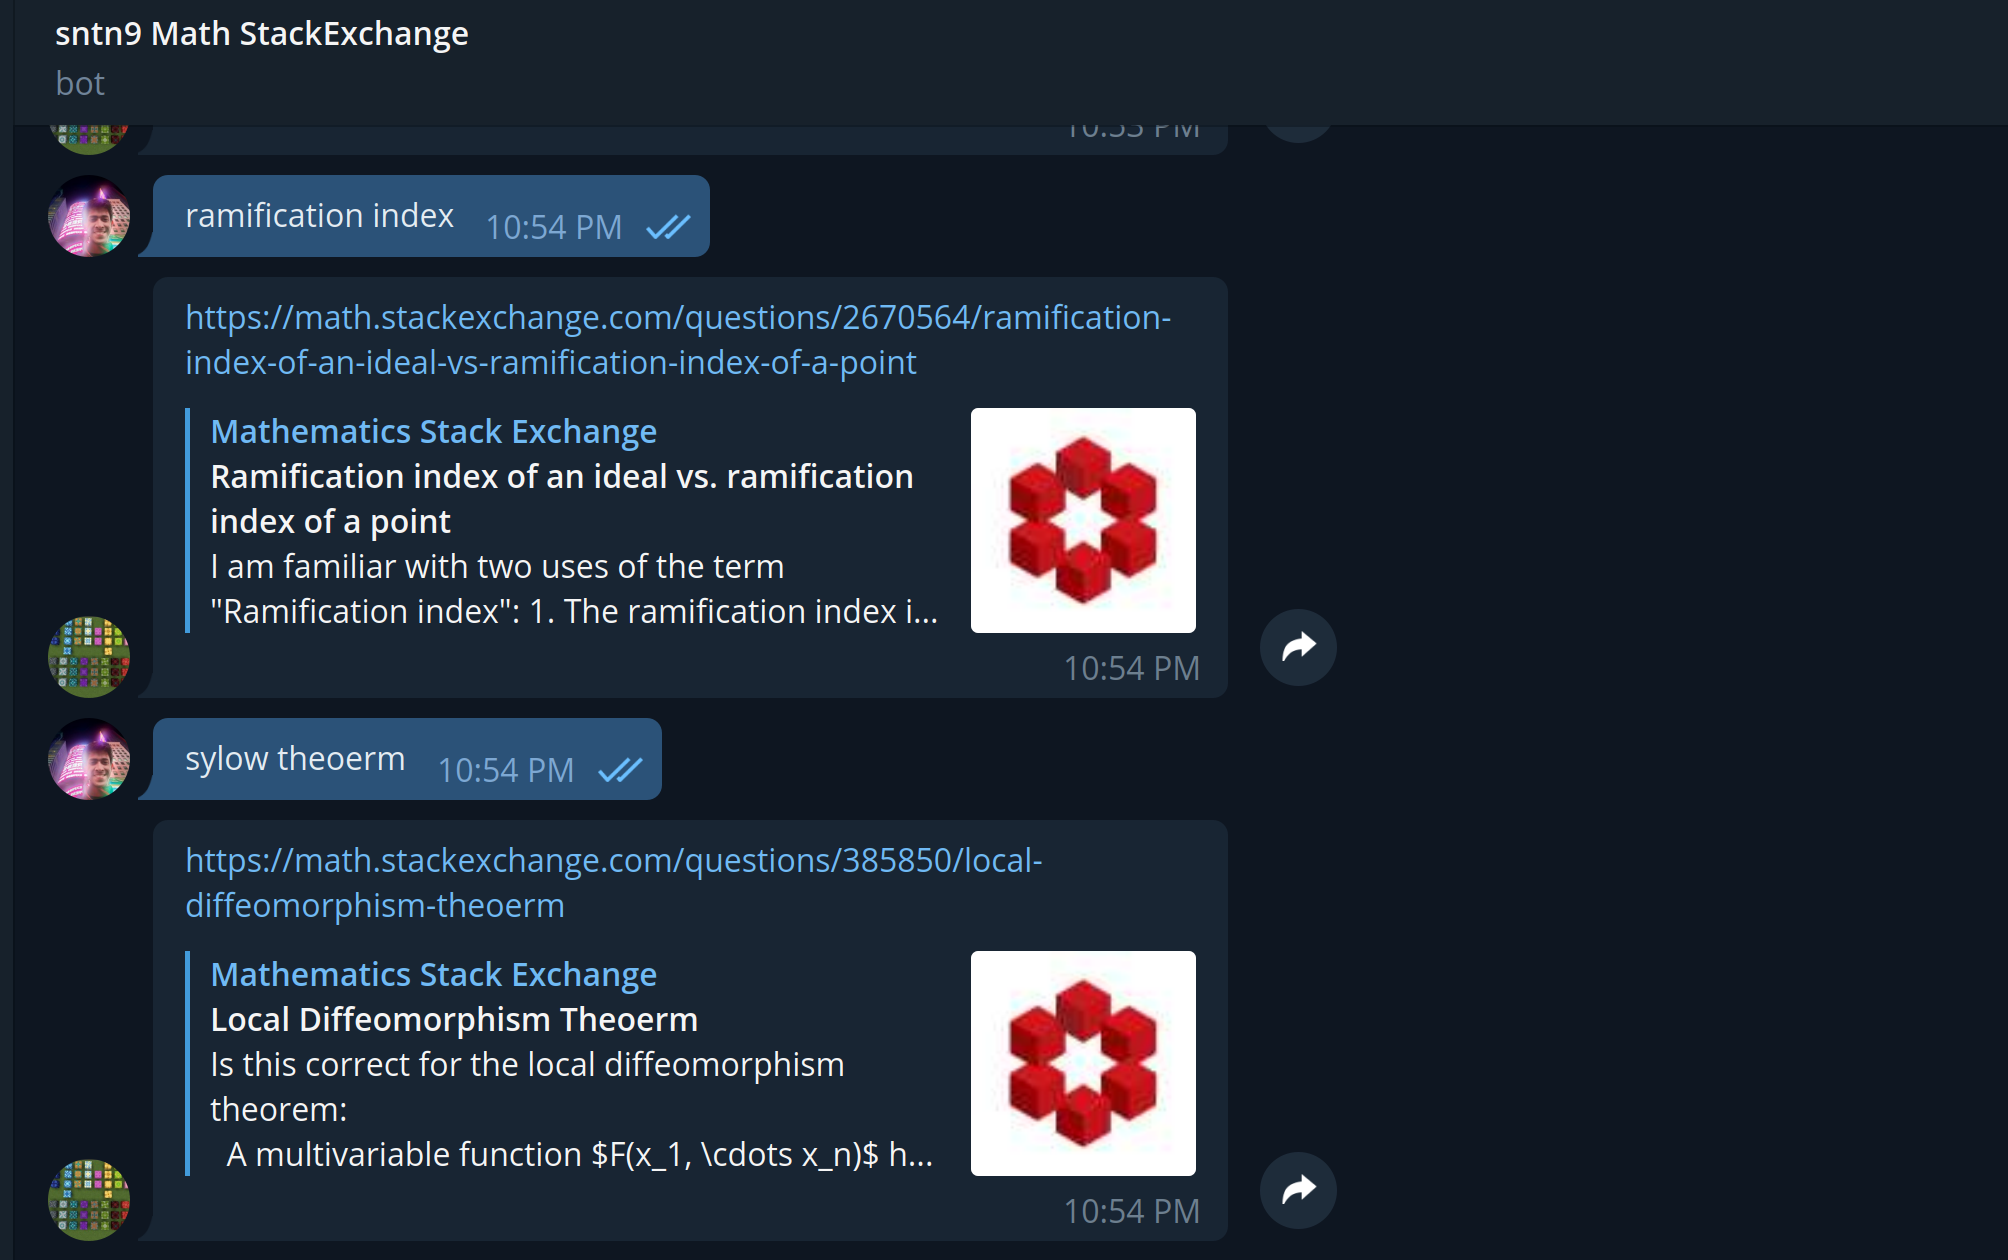 sntn9 Math StackExchange
bot
10:53 PM
ramification index 10:54 PM
https://math.stackexchange.com/questions/2670564/ramification-
index-of-an-ideal-vs-ramification-index-of-a-point
Mathematics Stack Exchange
Ramification index of an ideal vs. ramification
index of a point
I am familiar with two uses of the term
"Ramification index": 1. The ramification index i...
10:54 PM
sylow theoerm 10:54 PM
https://math.stackexchange.com/questions/385850/local-
diffeomorphism-theoerm
Mathematics Stack Exchange
Local Diffeomorphism Theoerm
Is this correct for the local diffeomorphism
theorem:
A multivariable function $F(x_1, \cdots x_n)$ h...
10:54 PM